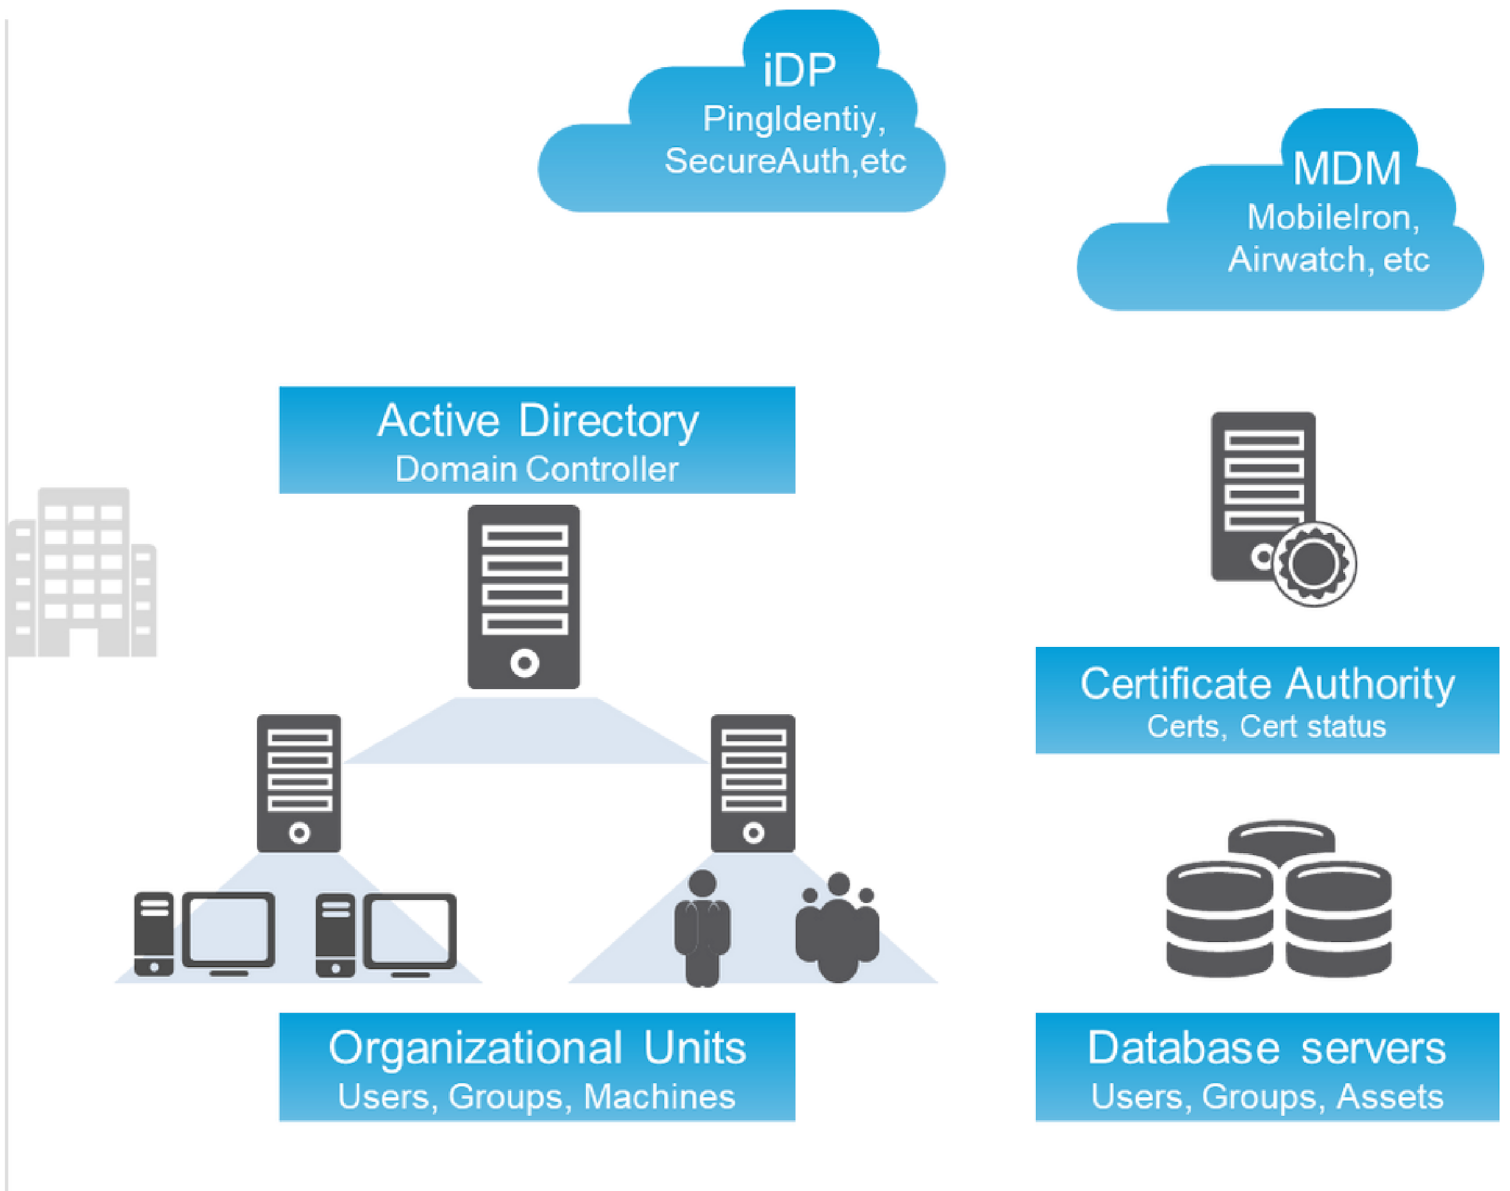 iDP
PingIdentiy,
SecureAuth,etc
MDM
MobileIron,
Airwatch, etc
Active Directory
Domain Controller
Certificate Authority
Certs, Cert status
Organizational Units
Users, Groups, Machines
Database servers
Users, Groups, Assets